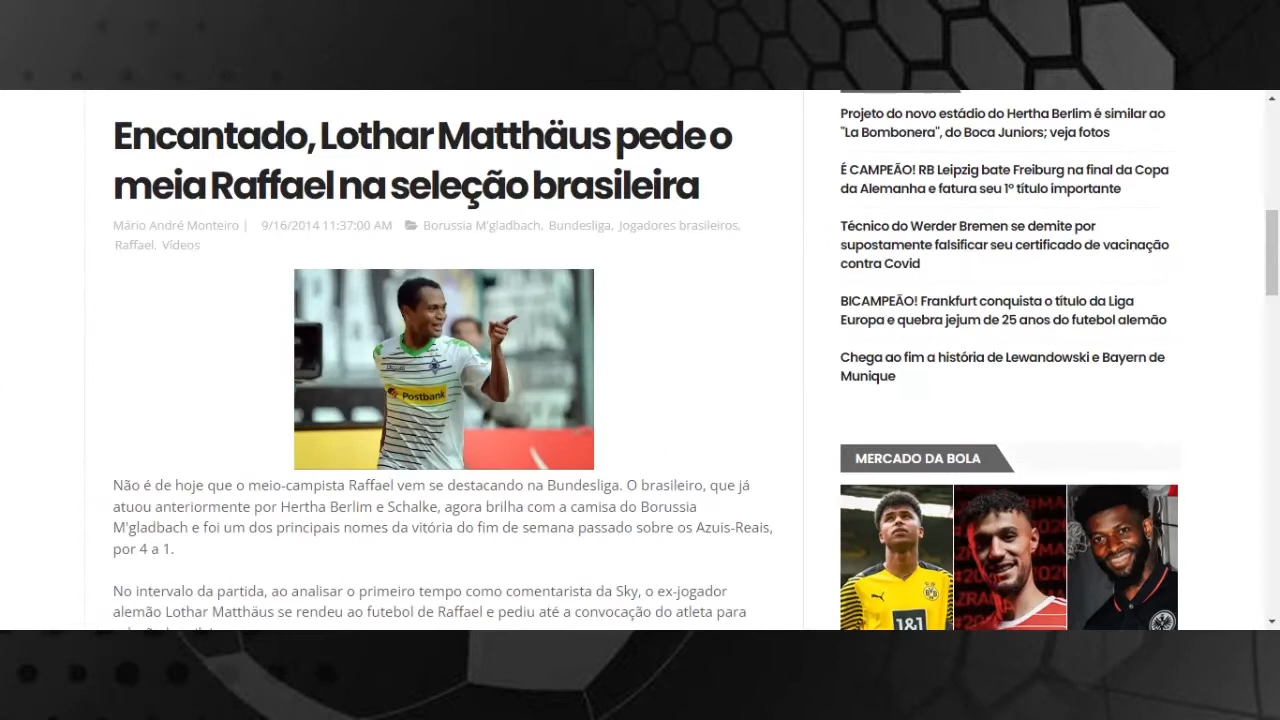 Encantado, Lothar Matthäus pede o
meia Raffael na seleção brasileira
Mário André Monteiro | 9/16/2014 11:37:00 AM Borussia M'gladbach, Bundesliga, Jogadores brasileiros,
Raffael, Vídeos
Postbank
Não é de hoje que o meio-campista Raffael vem se destacando na Bundesliga. O brasileiro, que já
atuou anteriormente por Hertha Berlim e Schalke, agora brilha com a camisa do Borussia
M'gladbach e foi um dos principais nomes da vitória do fim de semana passado sobre os Azuis-Reais,
por 4 a 1.
No intervalo da partida, ao analisar o primeiro tempo como comentarista da Sky, o ex-jogador
alemão Lothar Matthäus se rendeu ao futebol de Raffael e pediu até a convocação do atleta para
Projeto do novo estádio do Hertha Berlim é similar ao
"La Bombonera", do Boca Juniors; veja fotos
É CAMPEÃO! RB Leipzig bate Freiburg na final da Copa
da Alemanha e fatura seu 1º título importante
Técnico do Werder Bremen se demite por
supostamente falsificar seu certificado de vacinação
contra Covid
BICAMPEÃO! Frankfurt conquista o título da Liga
Europa e quebra jejum de 25 anos do futebol alemão
Chega ao fim a história de Lewandowski e Bayern de
Munique
MERCADO DA BOLA
1&1